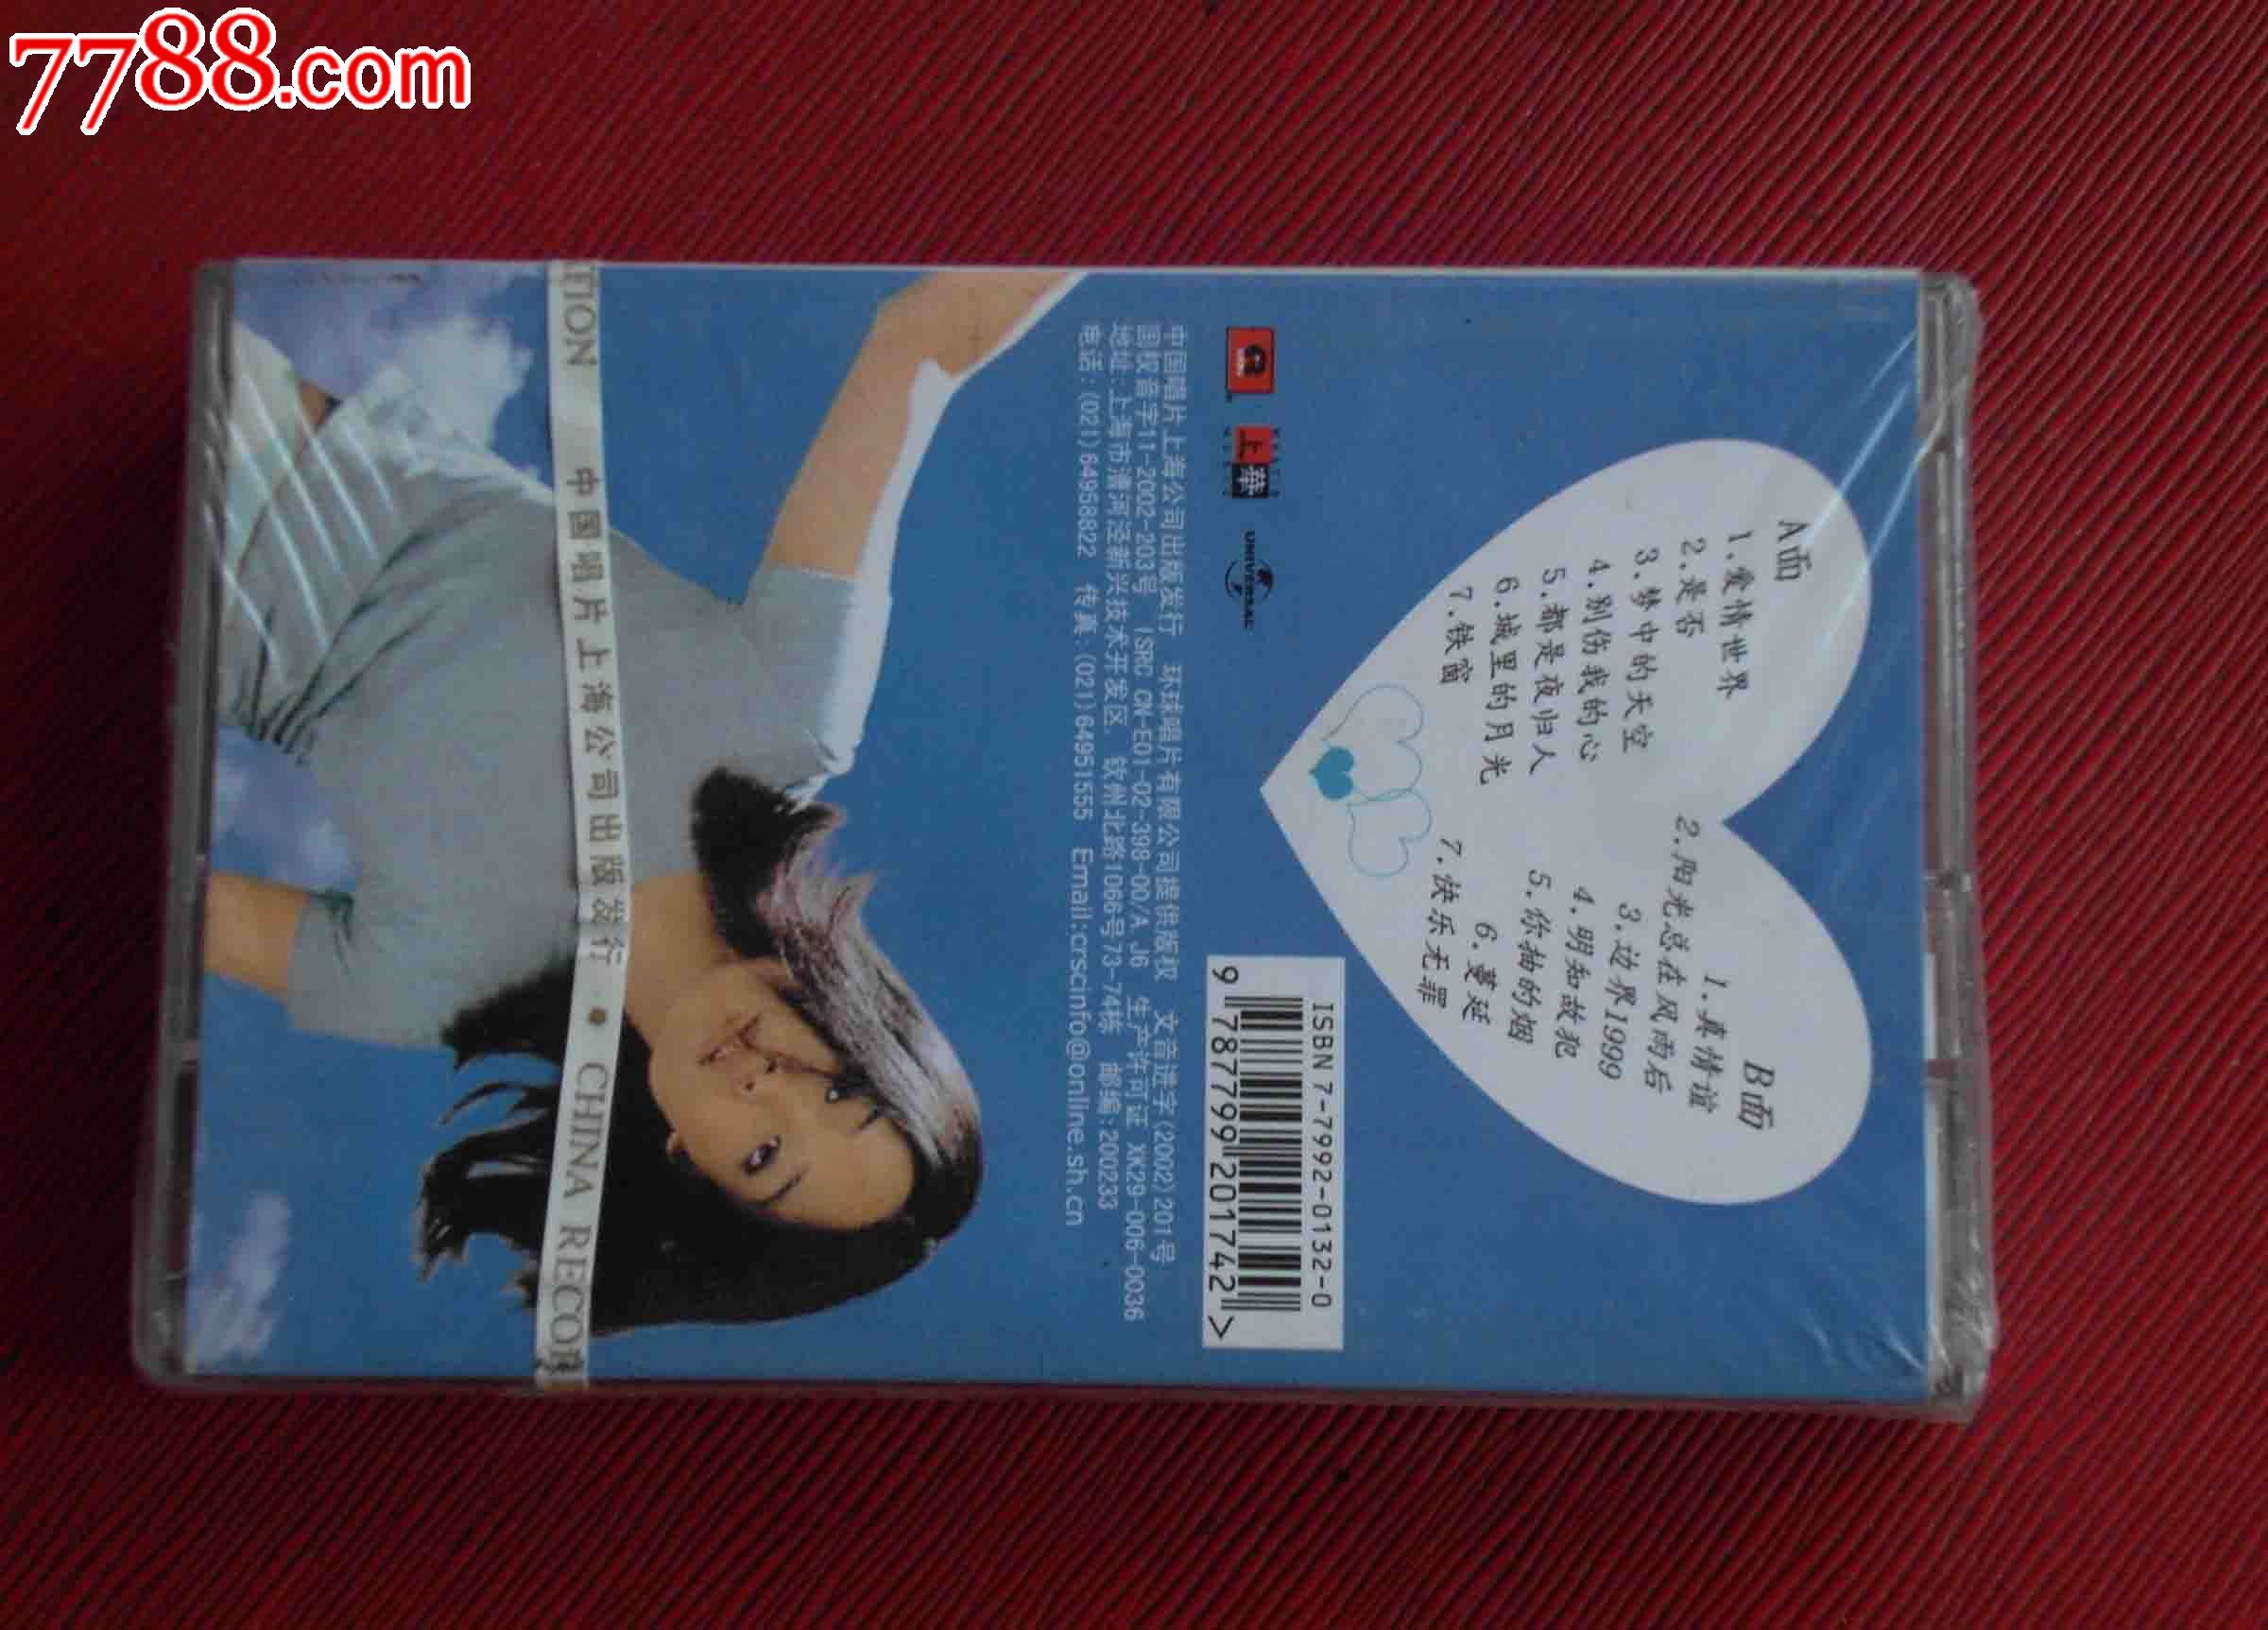 7788.com
A面
1.爱情世界
2.是否
3.梦中的天空
4.别伤我的心
5.都是夜归人
6.城里的月光
7.铁窗
B面
1.真情谊
2.阳光总在风雨后
3.边界1999
4.明知故犯
5.你抽的烟
6.蔓延
7.快乐无罪
ISBN 7-7992-0132-0
9 787799 201742 >
上华
UNIVERSAL
中国唱片上海公司出版发行 环球唱片有限公司提供版权 文音进字(2002)201号
国权音字11-2002-203号 ISRC CN-E01-02-398-00/A J6 生产许可证 XK29-006-0036
地址:上海市漕河泾新兴技术开发区 钦州北路1066号73-74栋 邮编:200233
电话:(021)64958822 传真:(021)64951555 Email:crscinfo@online.sh.cn
TION 中国唱片上海公司出版发行 • CHINA RECOR